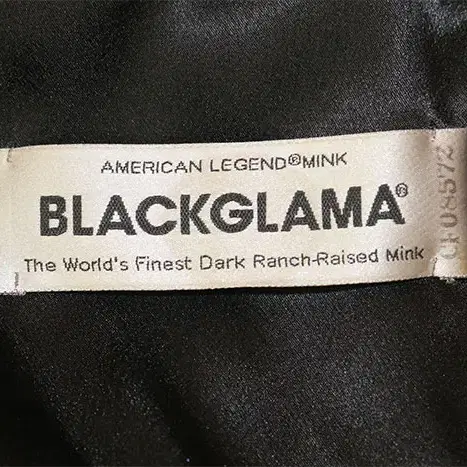 AMERICAN LEGEND®MINK
BLACKGLAMA®
The World's Finest Dark Ranch-Raised Mink